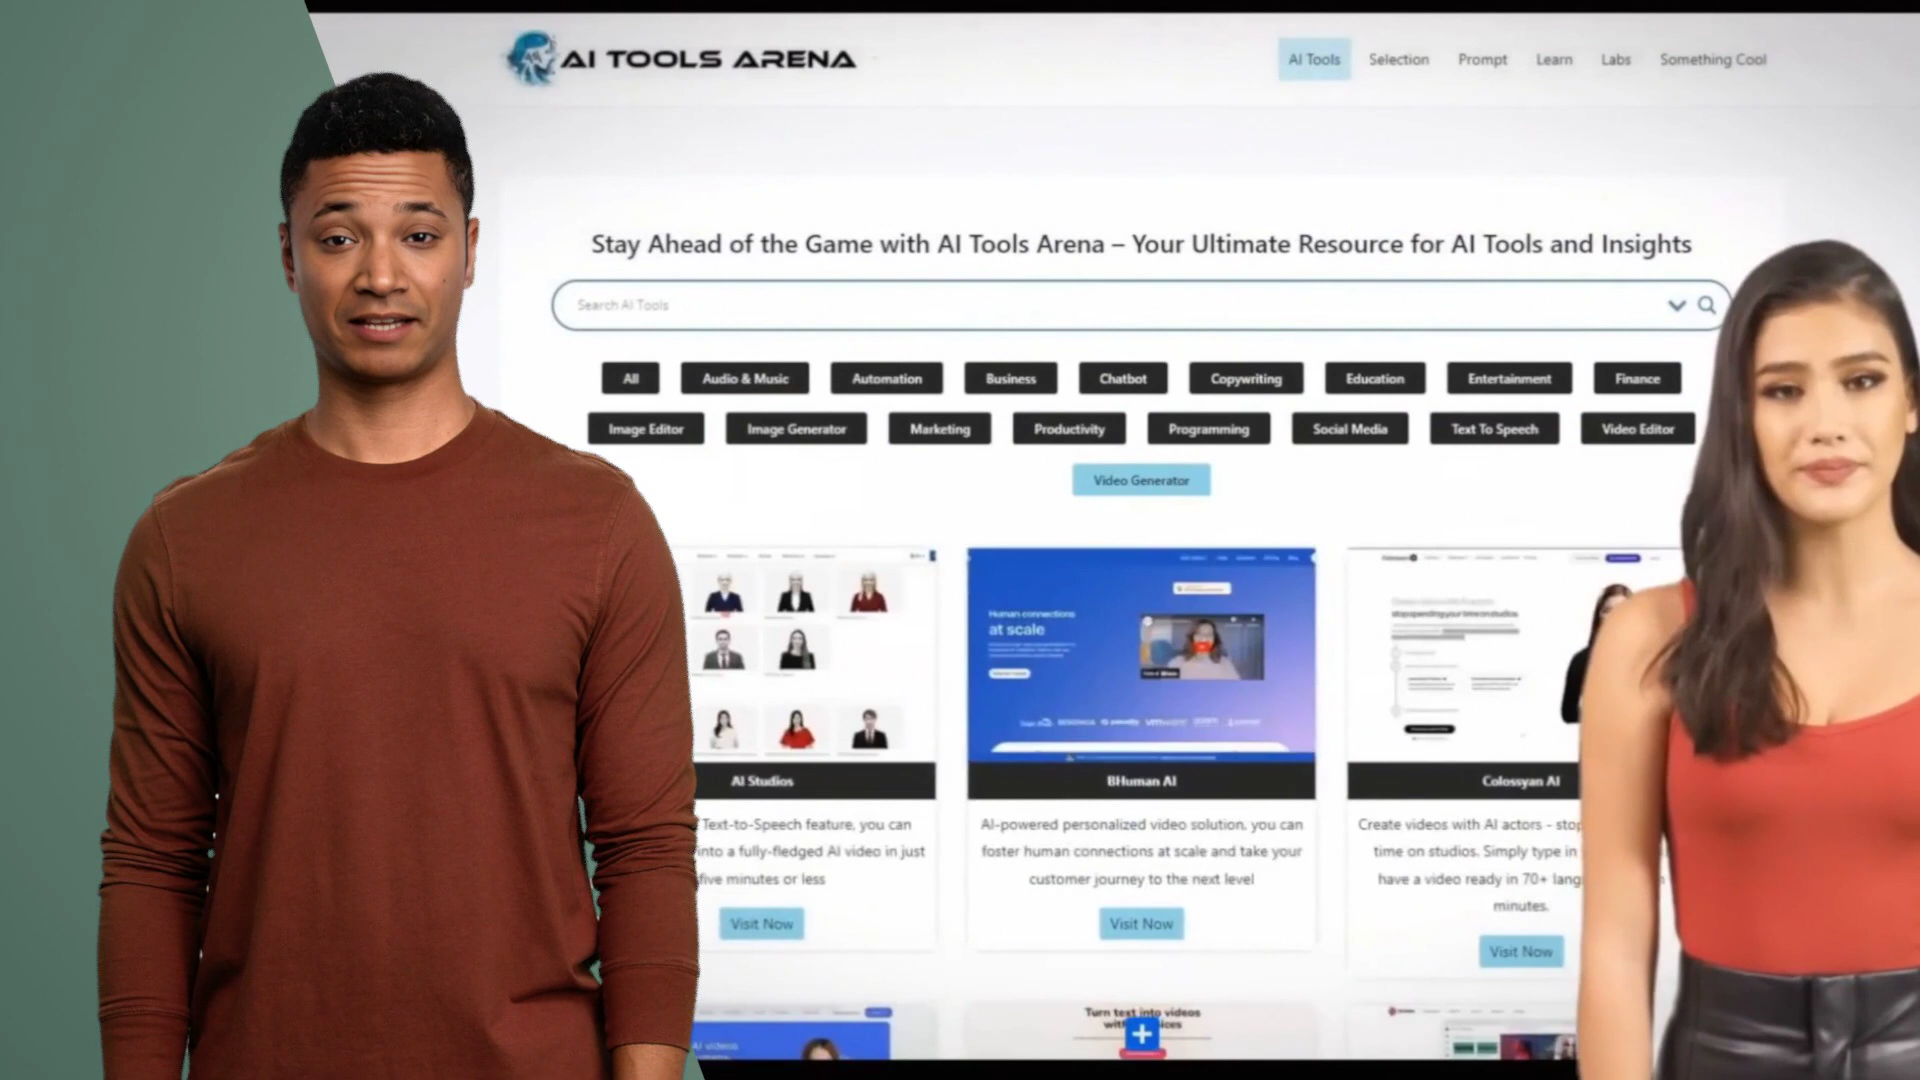 AI TOOLS ARENA
AI Tools
Selection
Prompt
Learn
Labs
Something Cool
Stay Ahead of the Game with AI Tools Arena – Your Ultimate Resource for AI Tools and Insights
Search AI Tools
All
Audio & Music
Automation
Business
Chatbot
Copywriting
Education
Entertainment
Finance
Image Editor
Image Generator
Marketing
Productivity
Programming
Social Media
Text To Speech
Video Editor
Video Generator
Human connections
at scale
vmware
AI Studios
BHuman AI
Colossyan AI
Text-to-Speech feature, you can
into a fully-fledged AI video in just
five minutes or less
Visit Now
AI-powered personalized video solution, you can
foster human connections at scale and take your
customer journey to the next level
Visit Now
Create videos with AI actors - stop
time on studios. Simply type in
have a video ready in 70+
minutes.
Visit Now
AI videos
Turn text into videos